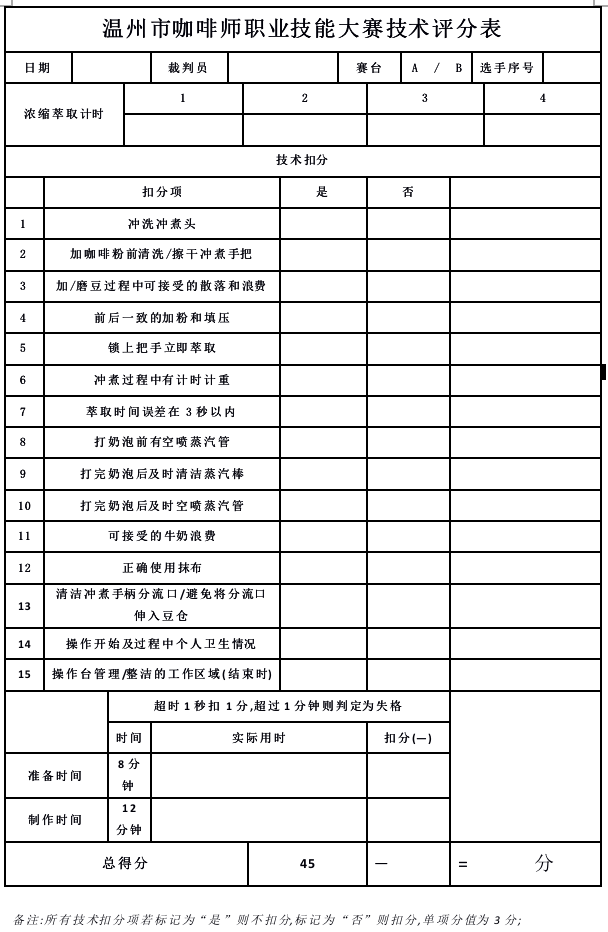 温州市咖啡师职业技能大赛技术评分表
日期 裁判员 赛台 A / B 选手序号
浓缩萃取计时 1 2 3 4
技术扣分
扣分项 是 否
1 冲洗冲煮头
2 加咖啡粉前清洗/擦干冲煮手把
3 加/磨豆过程中可接受的散落和浪费
4 前后一致的加粉和填压
5 锁上把手立即萃取
6 冲煮过程中有计时计重
7 萃取时间误差在 3 秒以内
8 打奶泡前有空喷蒸汽管
9 打完奶泡后及时清洁蒸汽棒
10 打完奶泡后及时空喷蒸汽管
11 可接受的牛奶浪费
12 正确使用抹布
13 清洁冲煮手柄分流口/避免将分流口
伸入豆仓
14 操作开始及过程中个人卫生情况
15 操作台管理/整洁的工作区域(结束时)
超时 1 秒扣 1 分,超过 1 分钟则判定为失格
时间 实际用时 扣分(—)
准备时间 8 分
钟
制作时间 12
分钟
总得分 45 — = 分
备注:所有技术扣分项若标记为“是”则不扣分,标记为“否”则扣分,单项分值为 3 分;